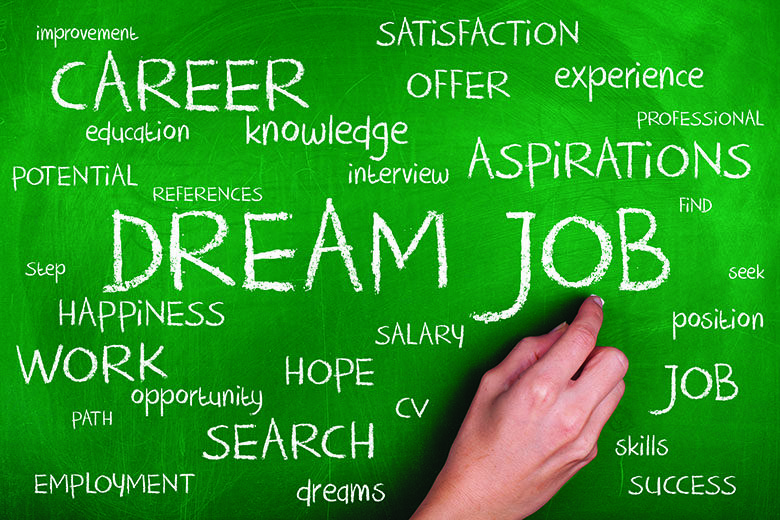 improvement
SATiSFACTiON
CAREER
OFFER
experience
education
knowledge
PROFESSiONAL
POTENTiAL
interview
ASPiRATiONS
REFERENCES
FiND
DREAM JOB
Step
seek
HAPPiNESS
SALARY
position
WORK
HOPE
JOB
opportunity
CV
PATH
SEARCH
skills
EMPLOYMENT
dreams
SUCCESS